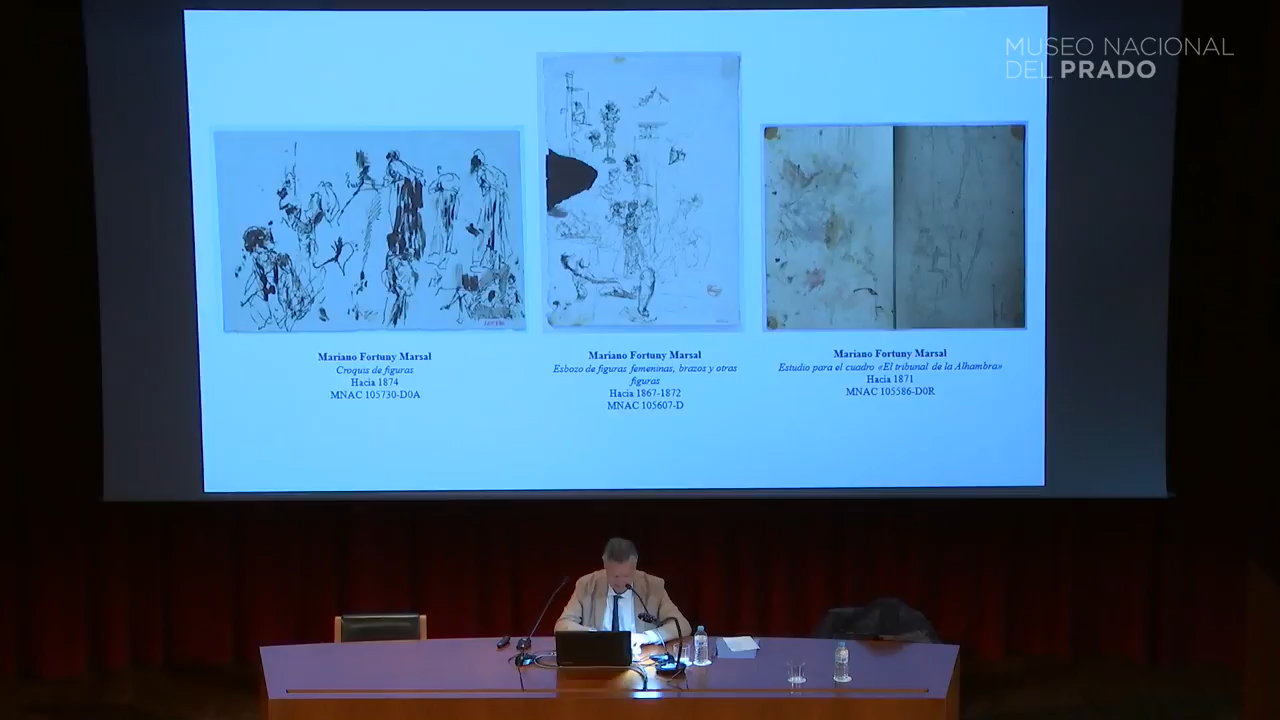 MUSEO NACIONAL
DEL PRADO
Mariano Fortuny Marsal
Croquis de figuras
Hacia 1874
MNAC 105730-D0A
Mariano Fortuny Marsal
Esbozo de figuras femeninas, brazos y otras
figuras
Hacia 1867-1872
MNAC 105607-D
Mariano Fortuny Marsal
Estudio para el cuadro «El tribunal de la Alhambra»
Hacia 1871
MNAC 105586-D0R